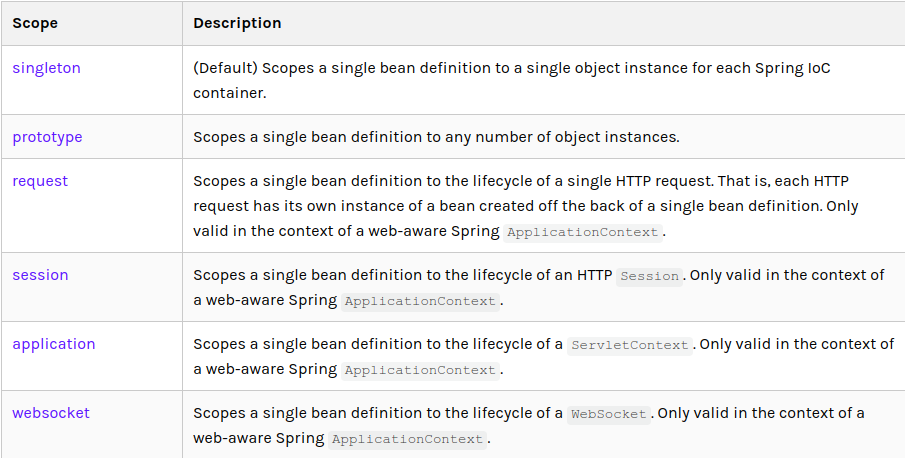 Scope Description
singleton (Default) Scopes a single bean definition to a single object instance for each Spring IoC
container.
prototype Scopes a single bean definition to any number of object instances.
request Scopes a single bean definition to the lifecycle of a single HTTP request. That is, each HTTP
request has its own instance of a bean created off the back of a single bean definition. Only
valid in the context of a web-aware Spring ApplicationContext.
session Scopes a single bean definition to the lifecycle of an HTTP Session. Only valid in the context of
a web-aware Spring ApplicationContext.
application Scopes a single bean definition to the lifecycle of a ServletContext. Only valid in the context of
a web-aware Spring ApplicationContext.
websocket Scopes a single bean definition to the lifecycle of a WebSocket. Only valid in the context of a
web-aware Spring ApplicationContext.